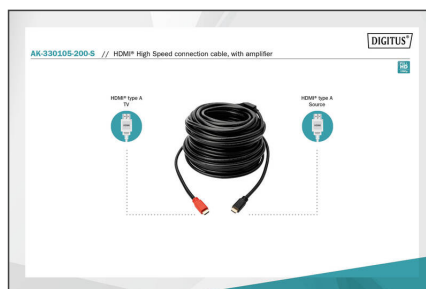 DIGITUS®
AK-330105-200-S // HDMI® High Speed connection cable, with amplifier
HDMI® type A
TV
HDMI® type A
Source